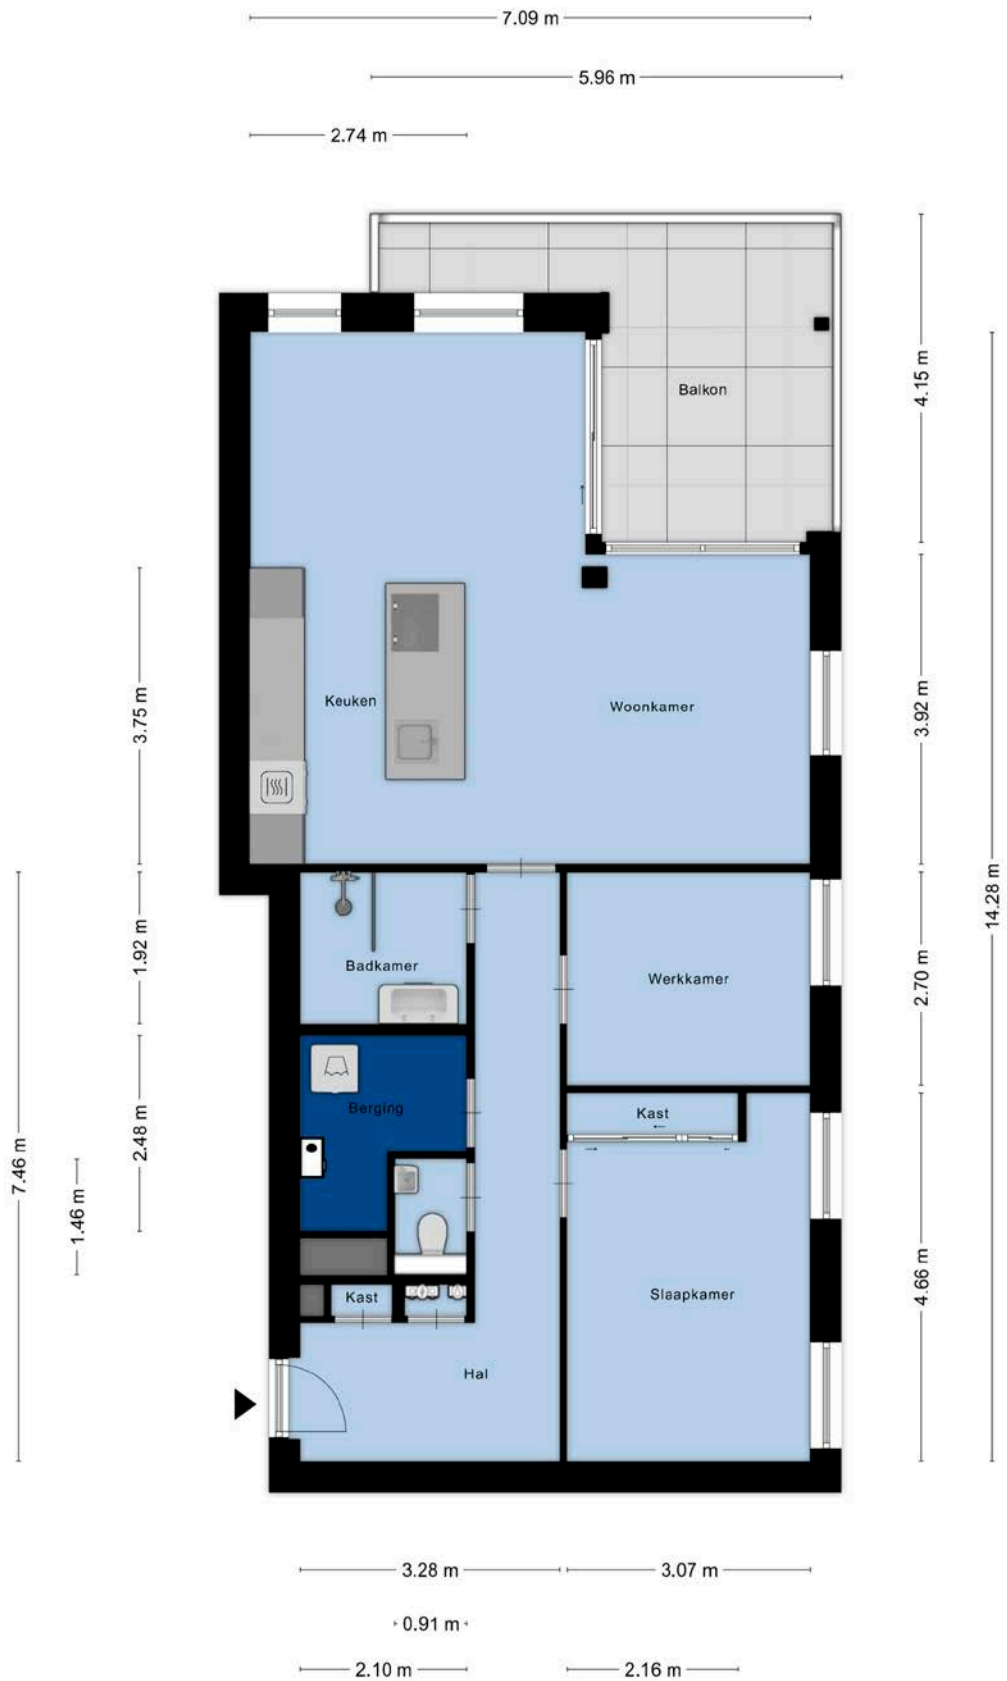 7.09 m
5.96 m
2.74 m
Balkon
4.15 m
Keuken
Woonkamer
3.75 m
3.92 m
14.28 m
Badkamer
1.92 m
Werkkamer
2.70 m
Berging
Kast
2.48 m
7.46 m
1.46 m
Kast
Slaapkamer
4.66 m
Hal
3.28 m
3.07 m
0.91 m
2.10 m
2.16 m